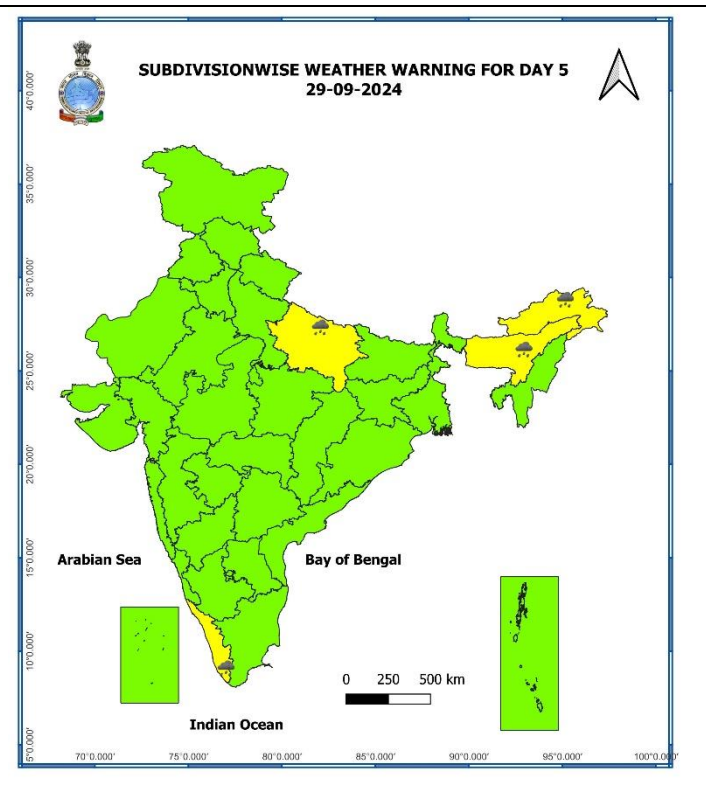 SUBDIVISIONWISE WEATHER WARNING FOR DAY 5
29-09-2024
40°0.000'
35°0.000'
30°0.000'
25°0.000'
20°0.000'
15°0.000'
10°0.000'
5°0.000'
Arabian Sea
Bay of Bengal
0 250 500 km
Indian Ocean
70°0.000' 75°0.000' 80°0.000' 85°0.000' 90°0.000' 95°0.000' 100°0.000'